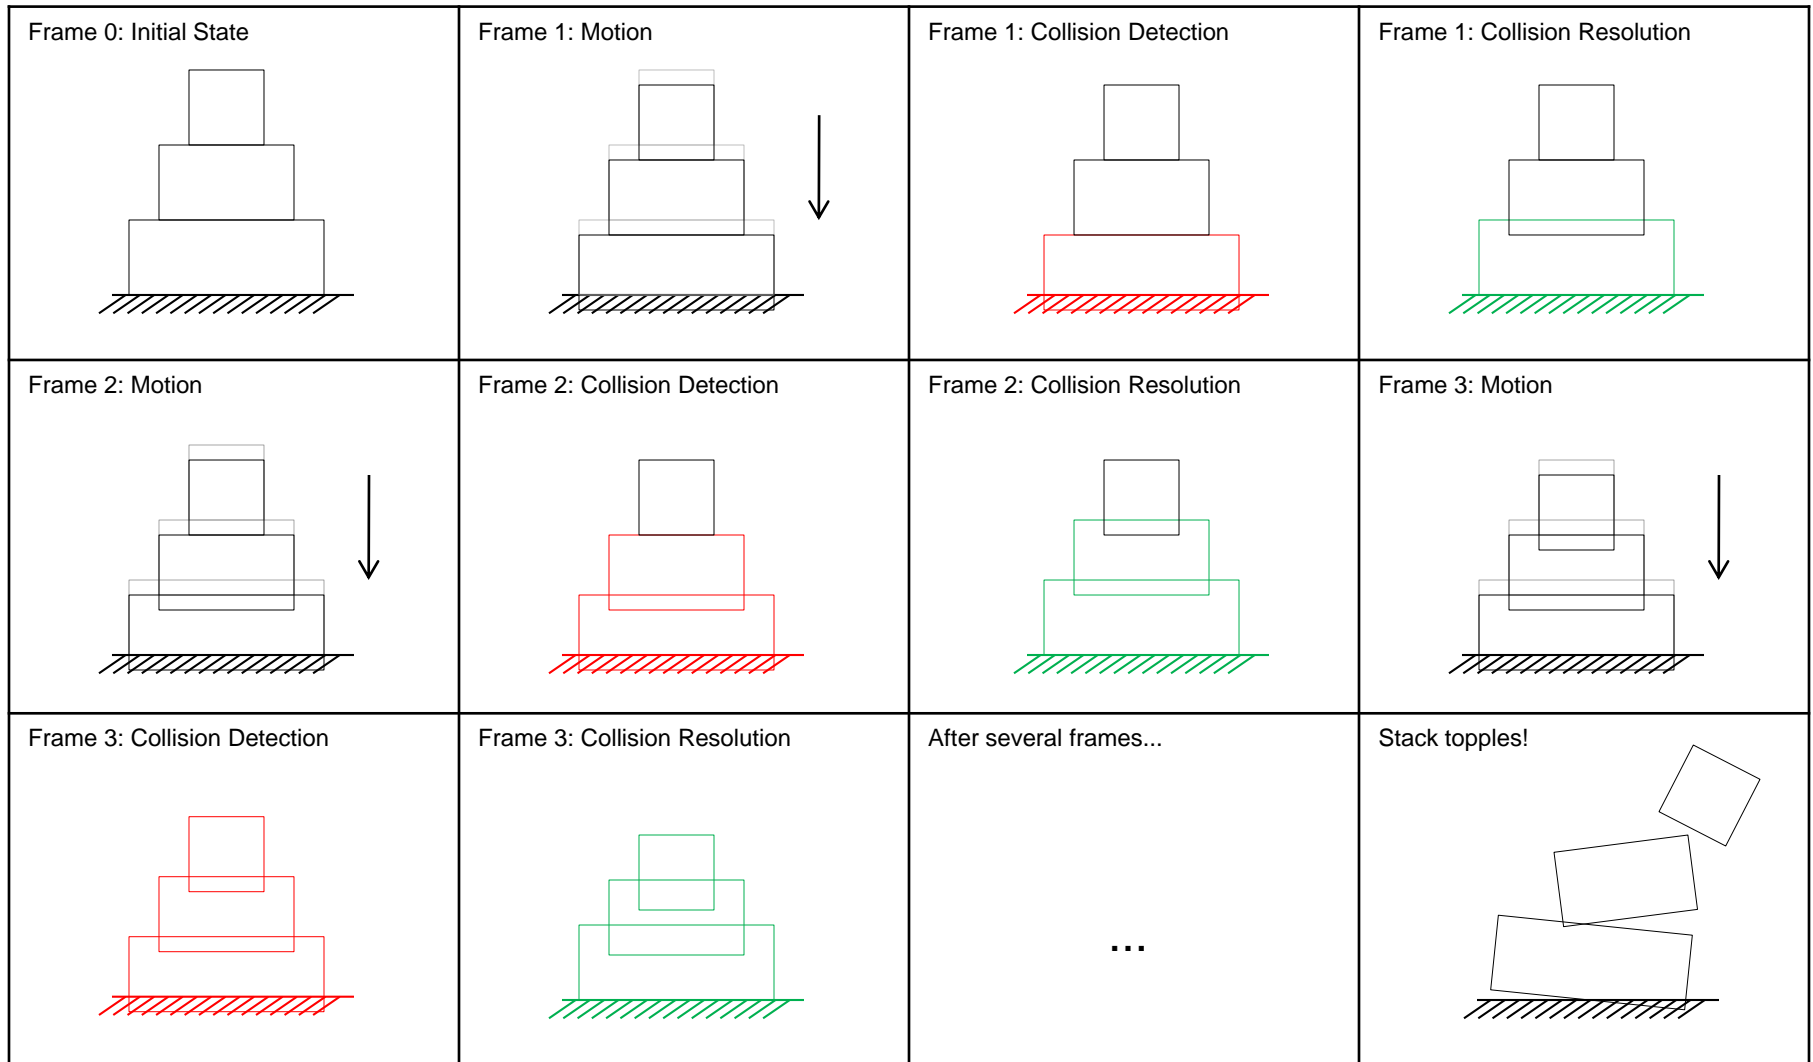 Frame 0: Initial State
Frame 1: Motion
Frame 1: Collision Detection
Frame 1: Collision Resolution
Frame 2: Motion
Frame 2: Collision Detection
Frame 2: Collision Resolution
Frame 3: Motion
Frame 3: Collision Detection
Frame 3: Collision Resolution
After several frames...
Stack topples!
...